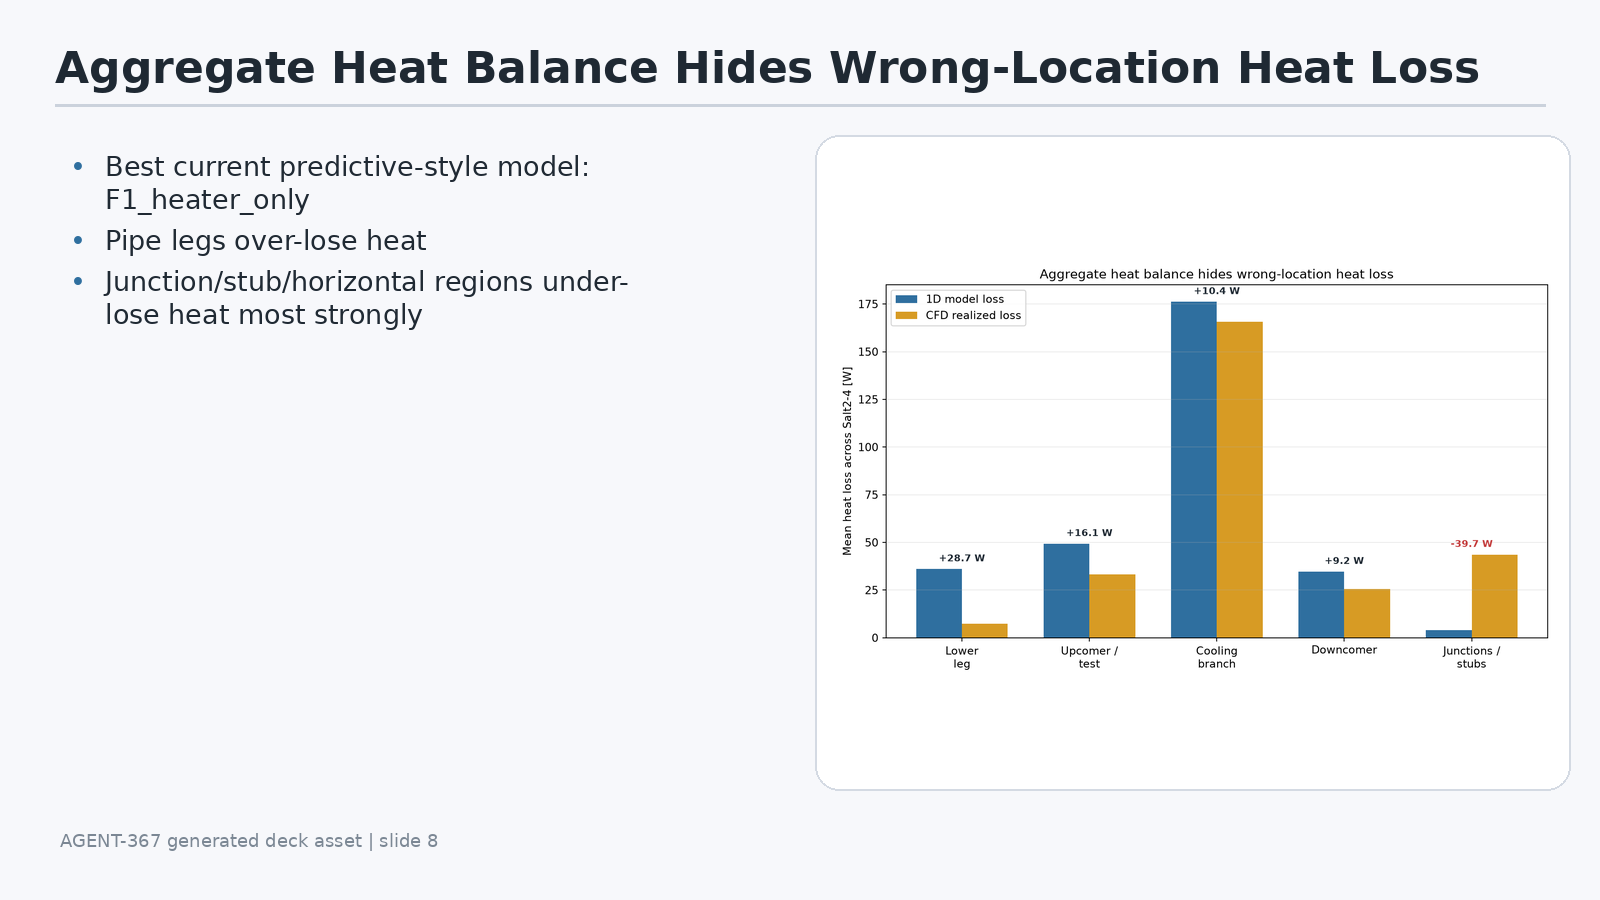 Aggregate Heat Balance Hides Wrong-Location Heat Loss
• Best current predictive-style model:
F1_heater_only
• Pipe legs over-lose heat
• Junction/stub/horizontal regions under-
lose heat most strongly
Aggregate heat balance hides wrong-location heat loss
1D model loss
CFD realized loss
Mean heat loss across Salt2-4 [W]
175
150
125
100
75
50
25
0
+28.7 W
+16.1 W
+10.4 W
+9.2 W
-39.7 W
Lower
leg
Upcomer /
test
Cooling
branch
Downcomer
Junctions /
stubs
AGENT-367 generated deck asset | slide 8